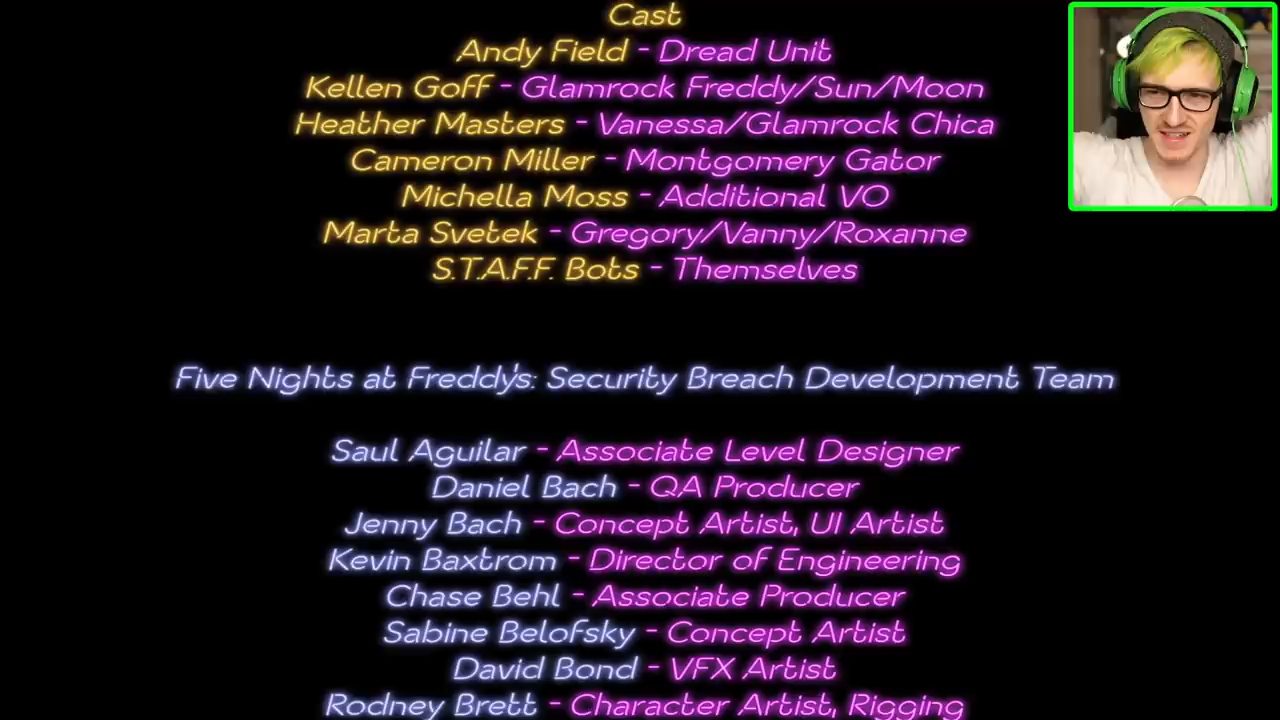 Cast
Andy Field - Dread Unit
Kellen Goff - Glamrock Freddy/Sun/Moon
Heather Masters - Vanessa/Glamrock Chica
Cameron Miller - Montgomery Gator
Michella Moss - Additional VO
Marta Svetek - Gregory/Vanny/Roxanne
S.T.A.F.F. Bots - Themselves
Five Nights at Freddy's: Security Breach Development Team
Saul Aguilar - Associate Level Designer
Daniel Bach - QA Producer
Jenny Bach - Concept Artist, UI Artist
Kevin Baxtrom - Director of Engineering
Chase Behl - Associate Producer
Sabine Belofsky - Concept Artist
David Bond - VFX Artist
Rodney Brett - Character Artist, Rigging